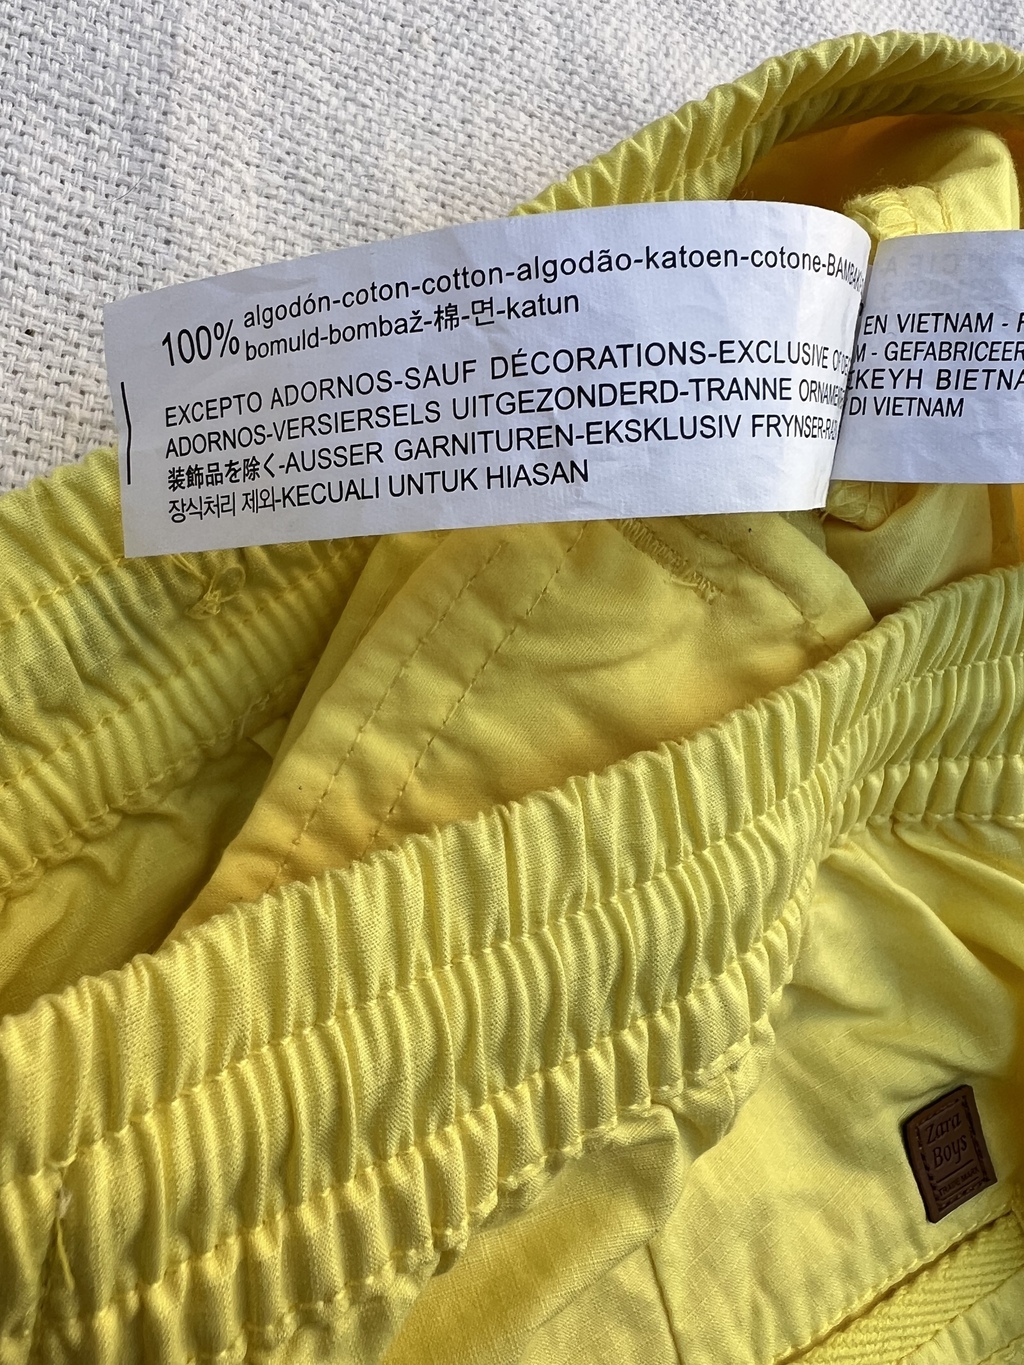 100% algodón-coton-cotton-algodão-katoen-cotone-
bomuld-bombaž-棉-면-katun
EXCEPTO ADORNOS-SAUF DÉCORATIONS-EXCLUSIVE OF
ADORNOS-VERSIERSELS UITGEZONDERD-TRANNE
装飾品を除く-AUSSER GARNITUREN-EKSKLUSIV FRYNSER-
장식처리 제외-KECUALI UNTUK HIASAN
EN VIETNAM -
M - GEFABRICEER
BIETNA
DI VIETNAM
Zara
Boys